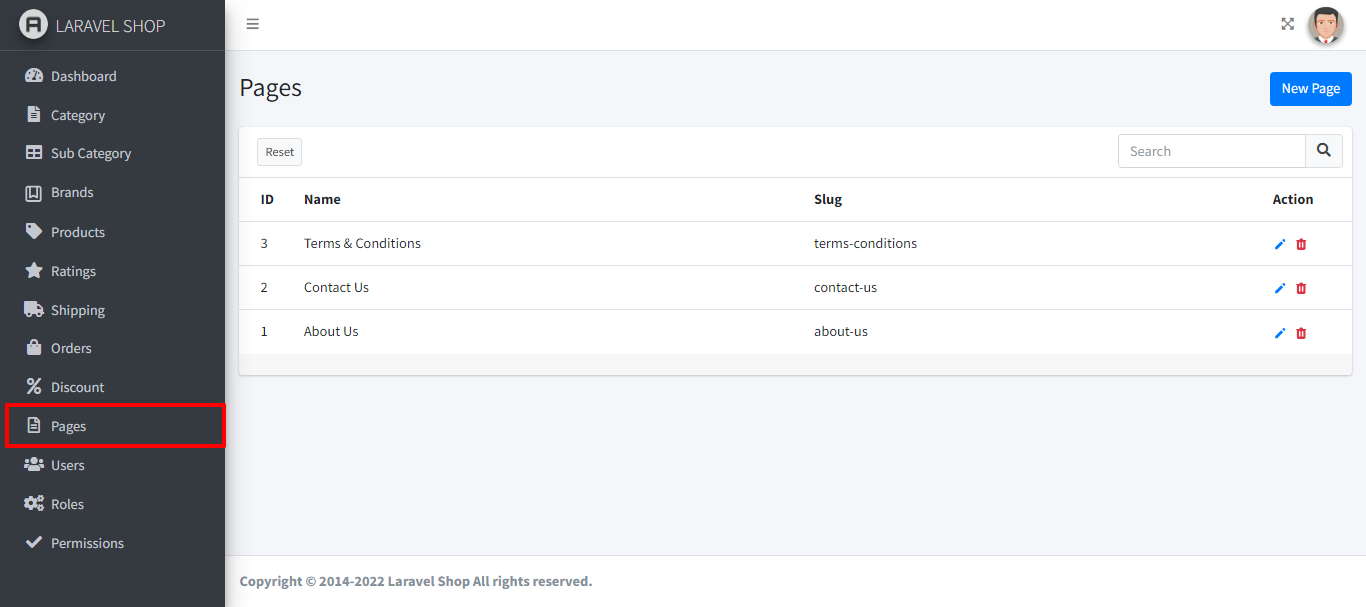 LARAVEL SHOP
Dashboard
Category
Sub Category
Brands
Products
Ratings
Shipping
Orders
Discount
Pages
Users
Roles
Permissions
Pages
New Page
Reset
Search
ID Name Slug Action
3 Terms & Conditions terms-conditions
2 Contact Us contact-us
1 About Us about-us
Copyright © 2014-2022 Laravel Shop All rights reserved.